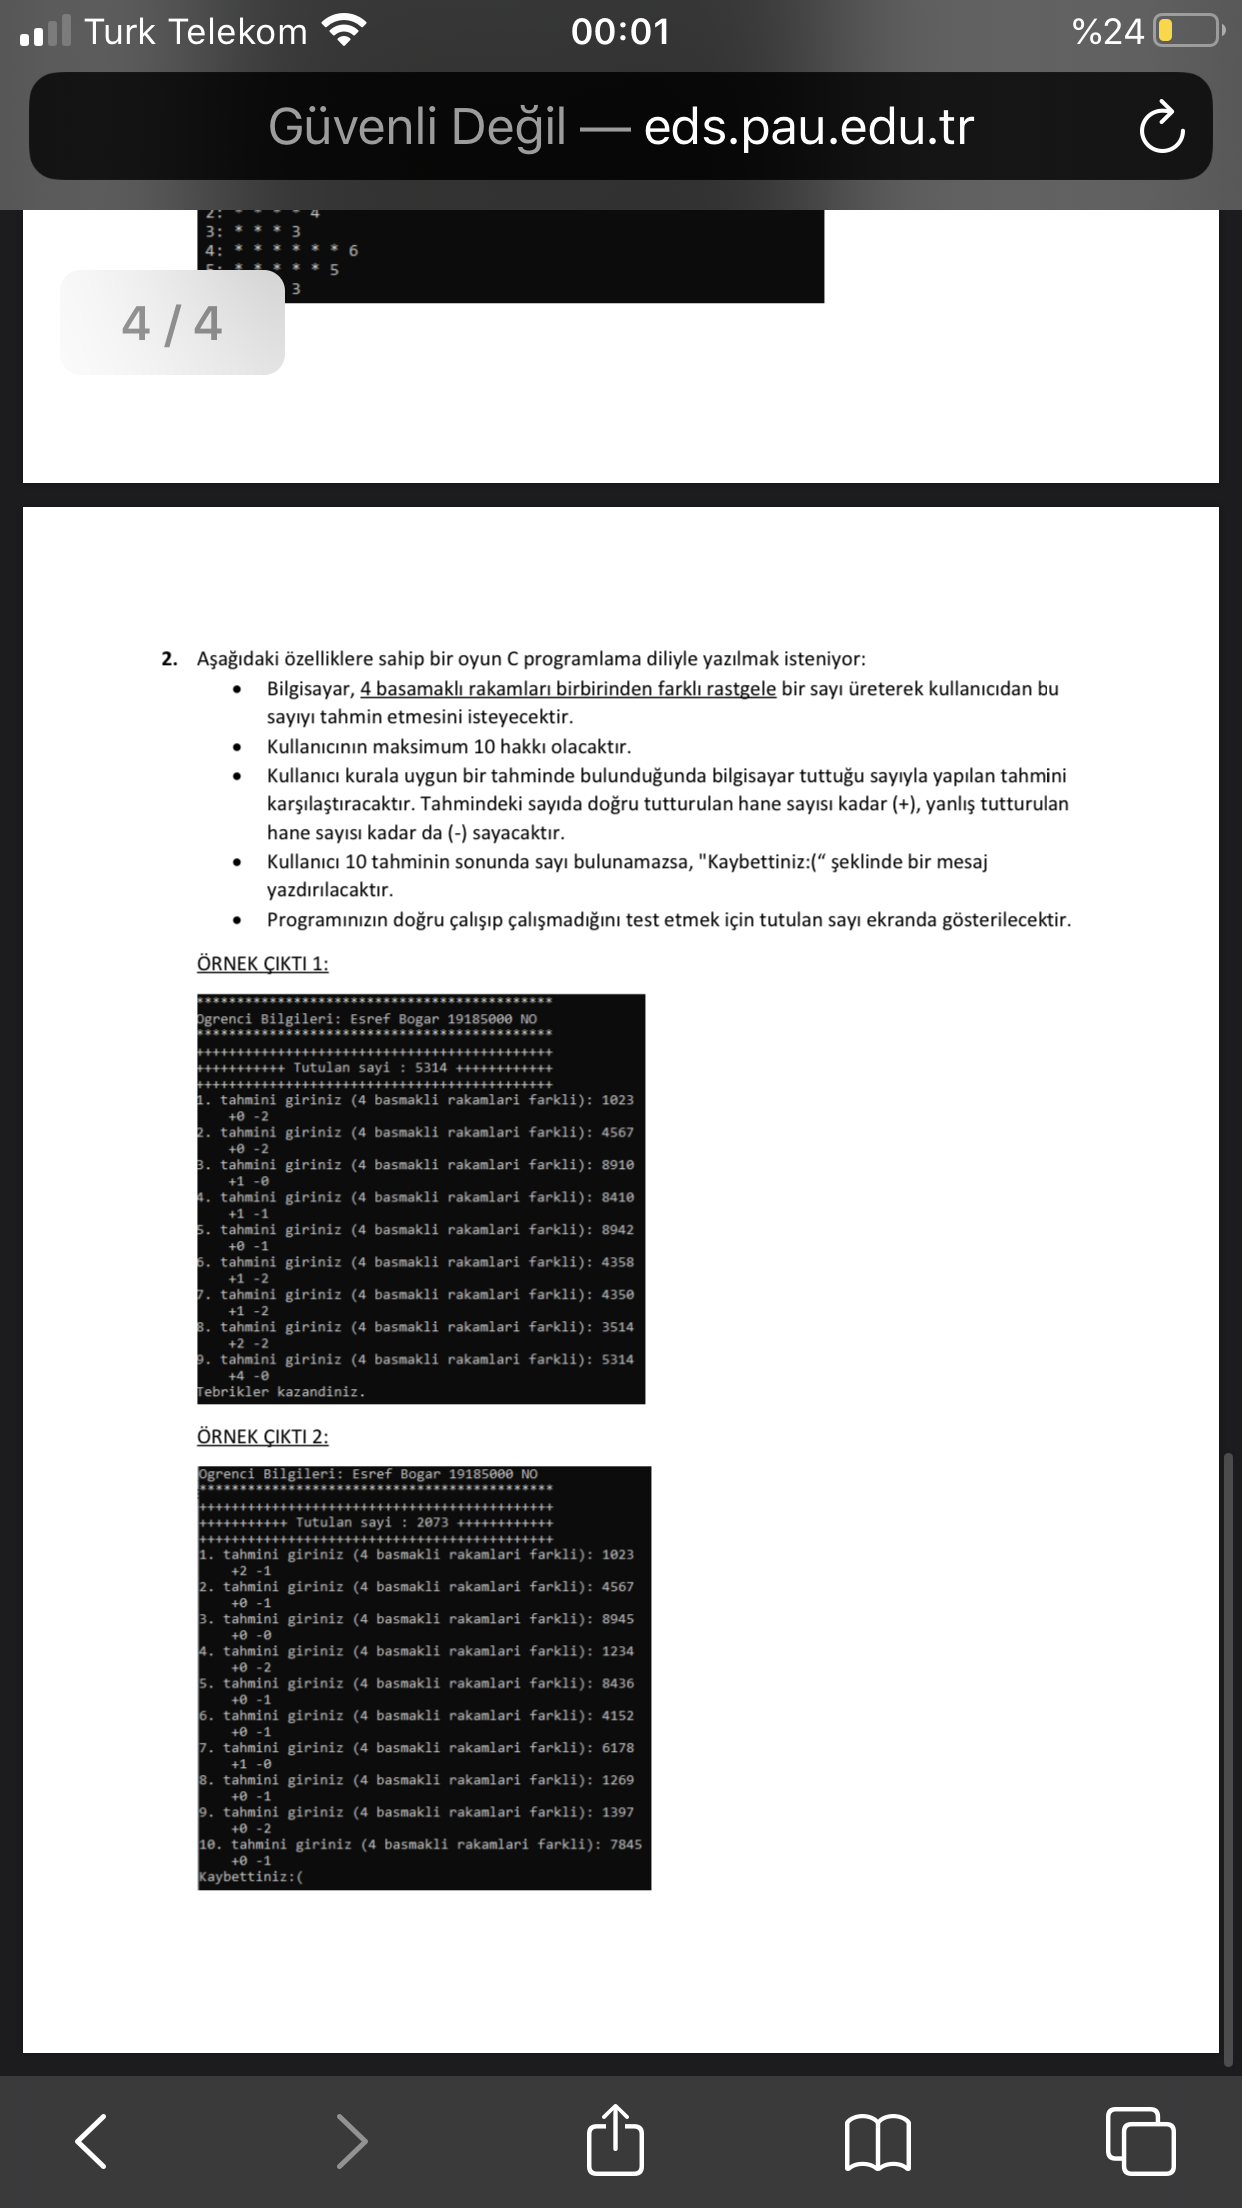 Turk Telekom 00:01 %24
Güvenli Değil — eds.pau.edu.tr
2: * * * * 4
3: * * * 3
4: * * * * * * 6
5: * * * * * 5
3
4 / 4
2. Aşağıdaki özelliklere sahip bir oyun C programlama diliyle yazılmak isteniyor:
• Bilgisayar, 4 basamaklı rakamları birbirinden farklı rastgele bir sayı üreterek kullanıcıdan bu
sayıyı tahmin etmesini isteyecektir.
• Kullanıcının maksimum 10 hakkı olacaktır.
• Kullanıcı kurala uygun bir tahminde bulunduğunda bilgisayar tuttuğu sayıyla yapılan tahmini
karşılaştıracaktır. Tahmindeki sayıda doğru tutturulan hane sayısı kadar (+), yanlış tutturulan
hane sayısı kadar da (-) sayacaktır.
• Kullanıcı 10 tahminin sonunda sayı bulunamazsa, "Kaybettiniz:(“ şeklinde bir mesaj
yazdırılacaktır.
• Programınızın doğru çalışıp çalışmadığını test etmek için tutulan sayı ekranda gösterilecektir.
ÖRNEK ÇIKTI 1:
********************************************
Ogrenci Bilgileri: Esref Bogar 19185000 NO
********************************************
++++++++++++++++++++++++++++++++++++++++++++
+++++++++++ Tutulan sayi : 5314 ++++++++++++
++++++++++++++++++++++++++++++++++++++++++++
1. tahmini giriniz (4 basmakli rakamlari farkli): 1023
+0 -2
2. tahmini giriniz (4 basmakli rakamlari farkli): 4567
+0 -2
3. tahmini giriniz (4 basmakli rakamlari farkli): 8910
+1 -0
4. tahmini giriniz (4 basmakli rakamlari farkli): 8410
+1 -1
5. tahmini giriniz (4 basmakli rakamlari farkli): 8942
+0 -1
6. tahmini giriniz (4 basmakli rakamlari farkli): 4358
+1 -2
7. tahmini giriniz (4 basmakli rakamlari farkli): 4350
+1 -2
8. tahmini giriniz (4 basmakli rakamlari farkli): 3514
+2 -2
9. tahmini giriniz (4 basmakli rakamlari farkli): 5314
+4 -0
Tebrikler kazandiniz.
ÖRNEK ÇIKTI 2:
Ogrenci Bilgileri: Esref Bogar 19185000 NO
********************************************
++++++++++++++++++++++++++++++++++++++++++++
+++++++++++ Tutulan sayi : 2073 ++++++++++++
++++++++++++++++++++++++++++++++++++++++++++
1. tahmini giriniz (4 basmakli rakamlari farkli): 1023
+2 -1
2. tahmini giriniz (4 basmakli rakamlari farkli): 4567
+0 -1
3. tahmini giriniz (4 basmakli rakamlari farkli): 8945
+0 -0
4. tahmini giriniz (4 basmakli rakamlari farkli): 1234
+0 -2
5. tahmini giriniz (4 basmakli rakamlari farkli): 8436
+0 -1
6. tahmini giriniz (4 basmakli rakamlari farkli): 4152
+0 -1
7. tahmini giriniz (4 basmakli rakamlari farkli): 6178
+1 -0
8. tahmini giriniz (4 basmakli rakamlari farkli): 1269
+0 -1
9. tahmini giriniz (4 basmakli rakamlari farkli): 1397
+0 -2
10. tahmini giriniz (4 basmakli rakamlari farkli): 7845
+0 -1
Kaybettiniz:(